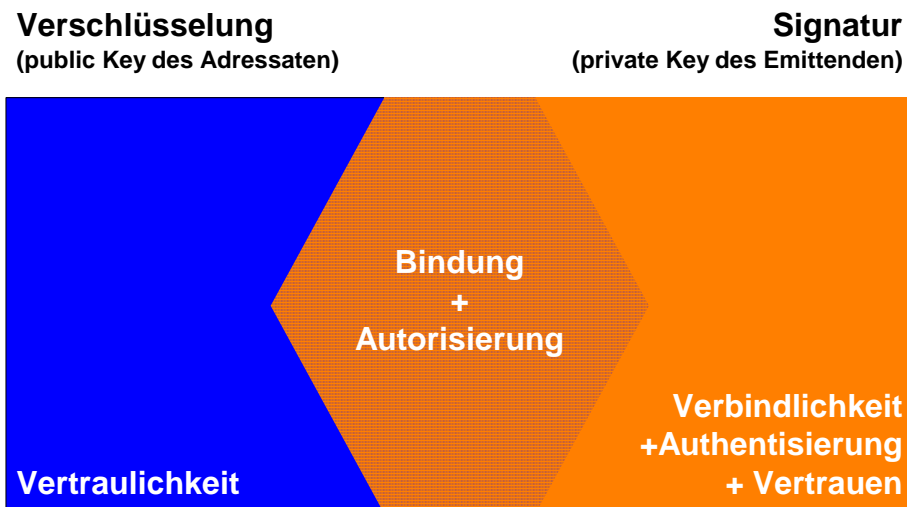 Verschlüsselung
(public Key des Adressaten)
Signatur
(private Key des Emittenden)
Bindung
+
Autorisierung
Vertraulichkeit
Verbindlichkeit
+Authentisierung
+ Vertrauen